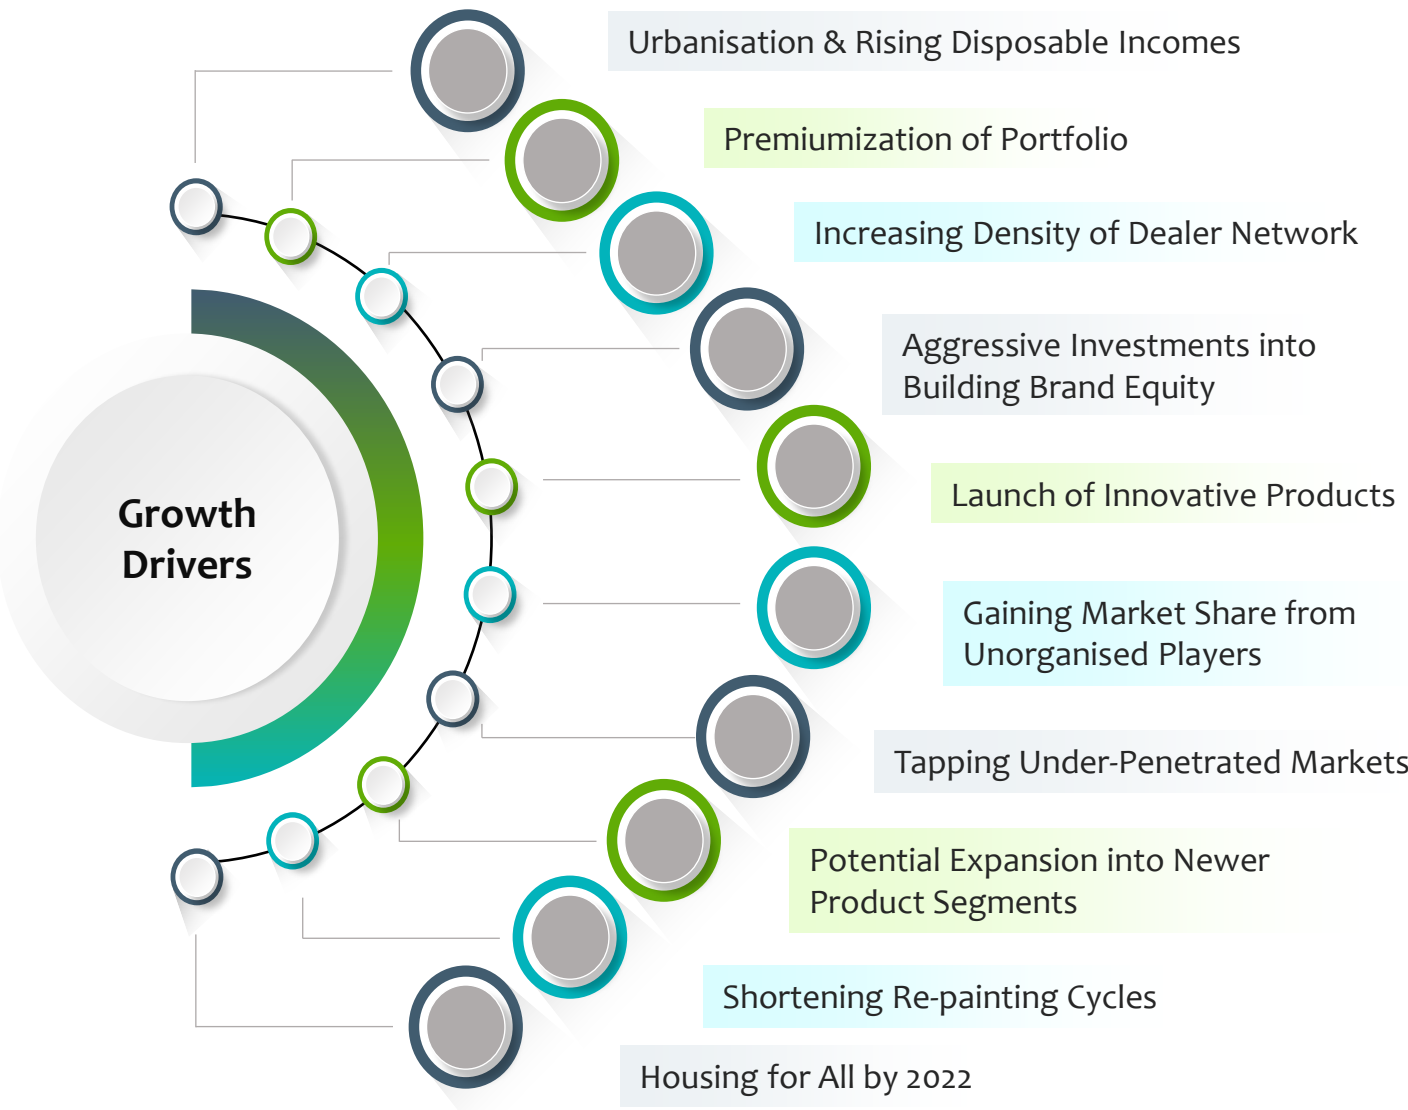 Urbanisation & Rising Disposable Incomes
Premiumization of Portfolio
Increasing Density of Dealer Network
Aggressive Investments into
Building Brand Equity
Launch of Innovative Products
Growth
Drivers
Gaining Market Share from
Unorganised Players
Tapping Under-Penetrated Markets
Potential Expansion into Newer
Product Segments
Shortening Re-painting Cycles
Housing for All by 2022